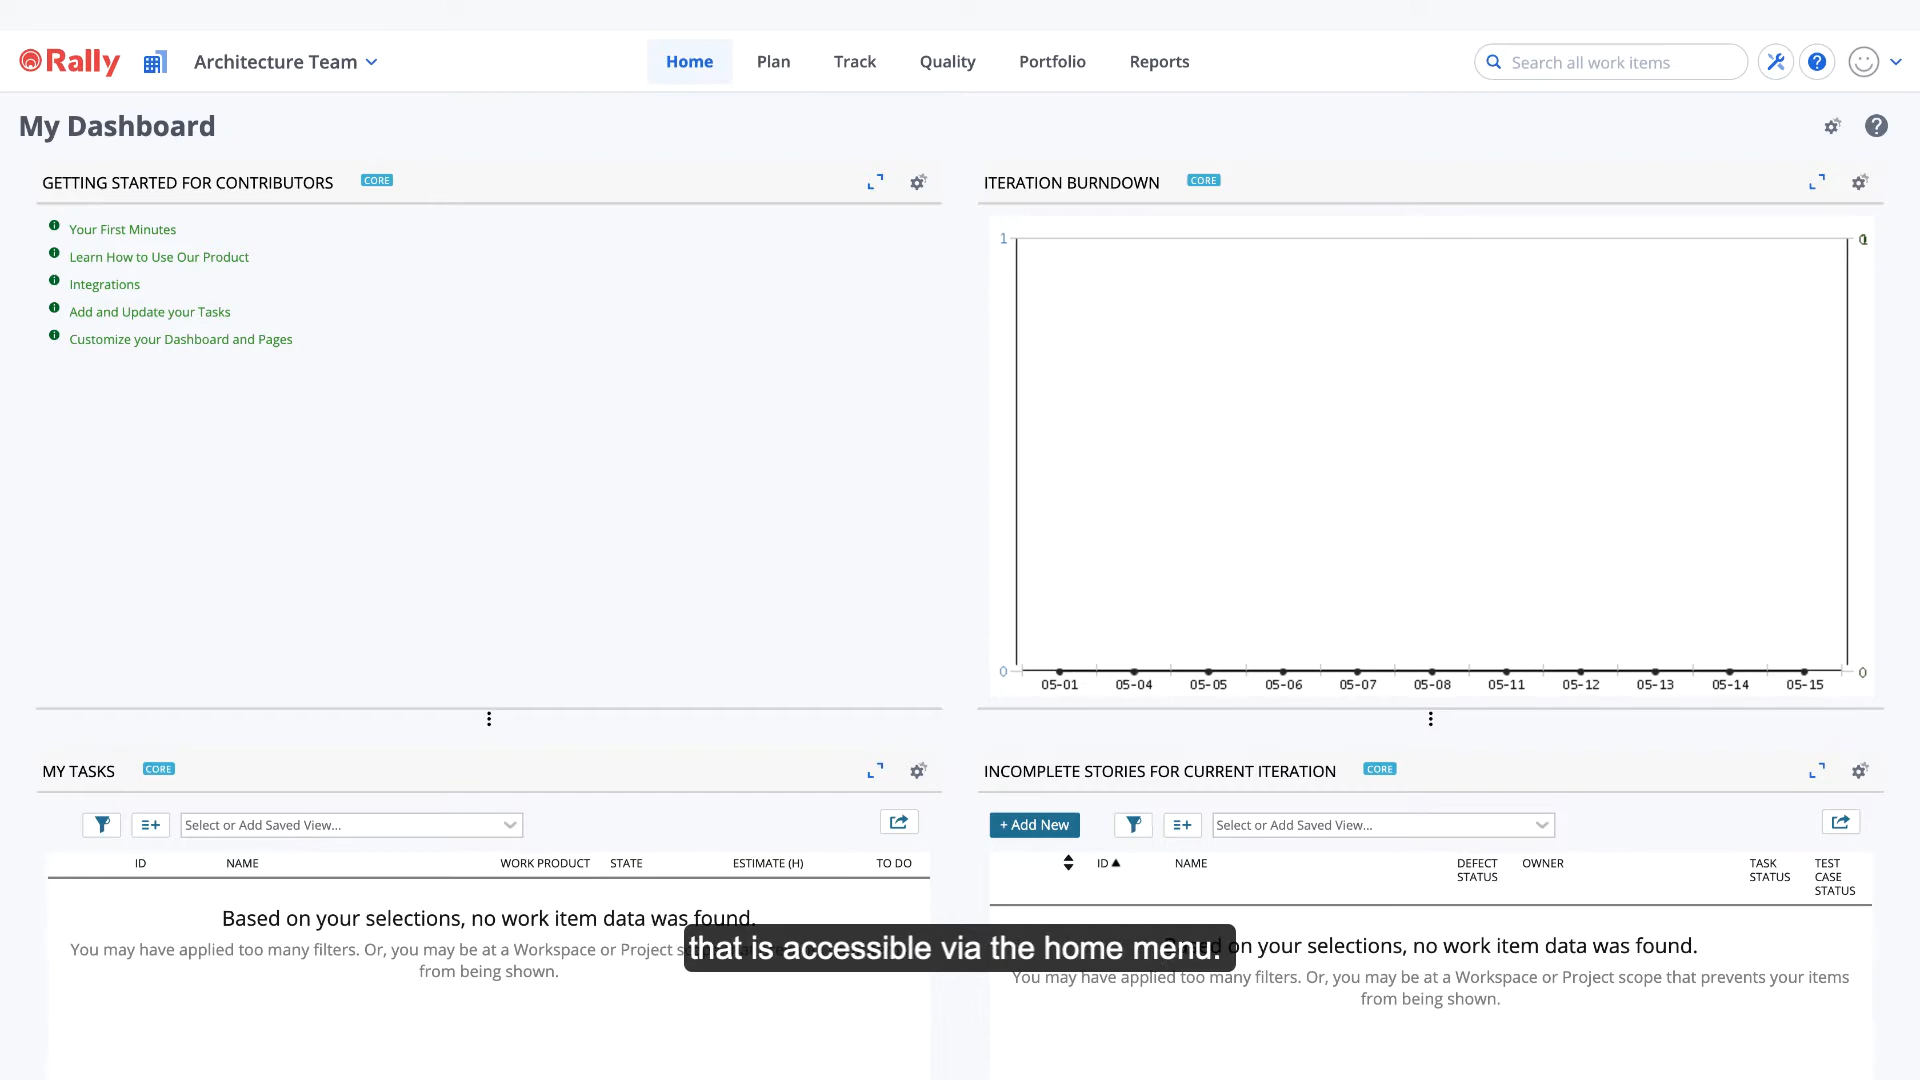 Rally
Architecture Team
Home
Plan
Track
Quality
Portfolio
Reports
Search all work items
My Dashboard
GETTING STARTED FOR CONTRIBUTORS CORE
Your First Minutes
Learn How to Use Our Product
Integrations
Add and Update your Tasks
Customize your Dashboard and Pages
ITERATION BURNDOWN CORE
1
0
0
05-01 05-04 05-05 05-06 05-07 05-08 05-11 05-12 05-13 05-14 05-15
MY TASKS CORE
Select or Add Saved View...
ID NAME WORK PRODUCT STATE ESTIMATE (H) TO DO
Based on your selections, no work item data was found.
You may have applied too many filters. Or, you may be at a Workspace or Project
from being shown.
INCOMPLETE STORIES FOR CURRENT ITERATION CORE
+ Add New
Select or Add Saved View...
ID NAME DEFECT STATUS OWNER TASK STATUS TEST CASE STATUS
on your selections, no work item data was found.
You may have applied too many filters. Or, you may be at a Workspace or Project scope that prevents your items
from being shown.
that is accessible via the home menu.